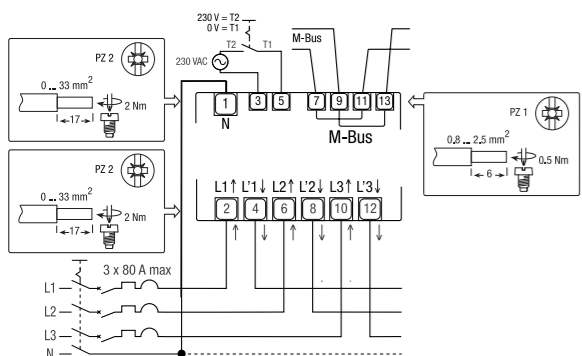 230 V = T2
0 V = T1
T2
T1
230 VAC
M-Bus
PZ 2
0 ... 33 mm²
2 Nm
17
1
3
5
7
9
11
13
N
M-Bus
PZ 1
0,8 ... 2,5 mm²
0,5 Nm
6
PZ 2
0 ... 33 mm²
2 Nm
17
L1↑ L'1↓ L2↑ L'2↓ L3↑ L'3↓
2
4
6
8
10
12
3 x 80 A max
L1
L2
L3
N